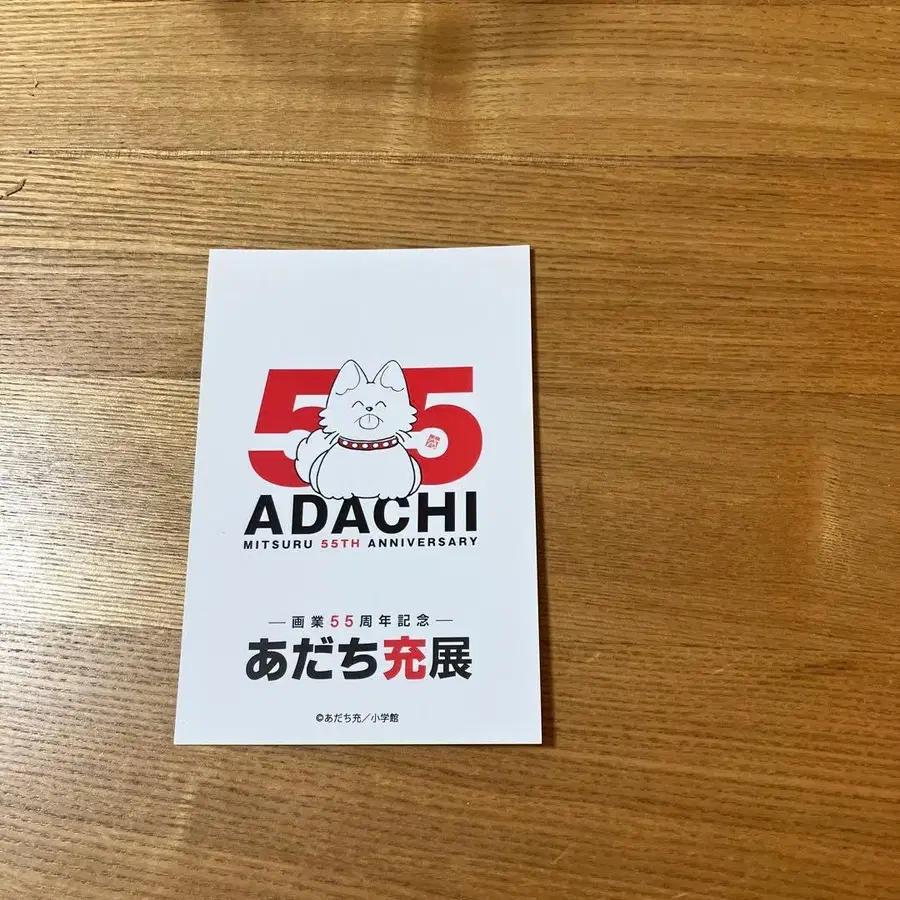 55
ADACHI
MITSURU 55TH ANNIVERSARY
画業55周年記念
あだち充展
©あだち充/小学館